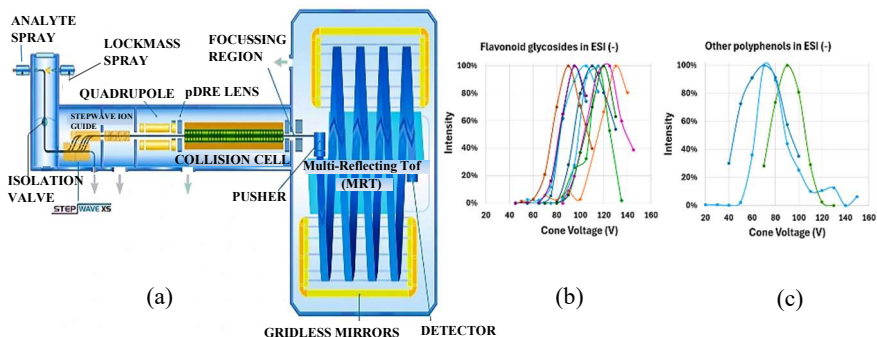 ANALYTE
SPRAY
LOCKMASS
SPRAY
QUADRUPOLE
pDRE LENS
FOCUSSING
REGION
STEPWAVE ION
GUIDE
COLLISION CELL
ISOLATION
VALVE
STEPWAVE XS
PUSHER
Multi-Reflecting Tof
(MRT)
GRIDLESS MIRRORS
DETECTOR
(a)
Flavonoid glycosides in ESI (-)
Intensity
100%
80%
60%
40%
20%
0%
20 40 60 80 100 120 140 160
Cone Voltage (V)
(b)
Other polyphenols in ESI (-)
Intensity
100%
80%
60%
40%
20%
0%
20 40 60 80 100 120 140 160
Cone Voltage (V)
(c)